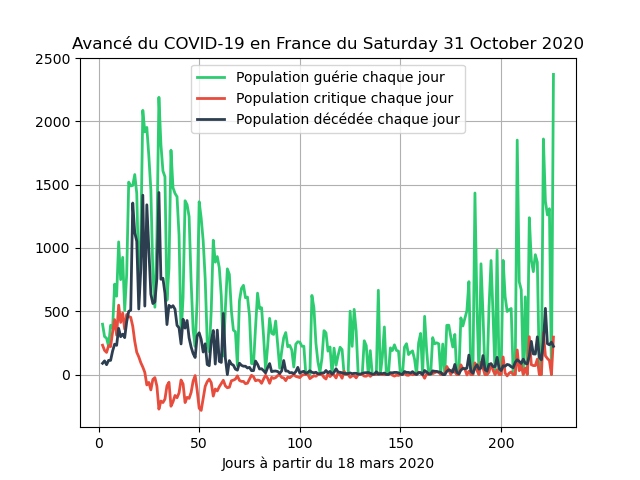 Avancé du COVID-19 en France du Saturday 31 October 2020
2500
2000
1500
1000
500
0
Population guérie chaque jour
Population critique chaque jour
Population décédée chaque jour
0 50 100 150 200
Jours à partir du 18 mars 2020